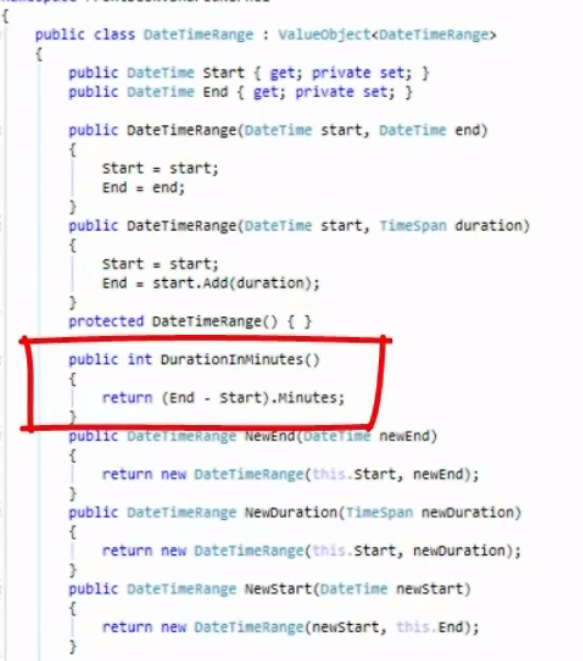 {
public class DateTimeRange : ValueObject<DateTimeRange>
{
public DateTime Start { get; private set; }
public DateTime End { get; private set; }
public DateTimeRange(DateTime start, DateTime end)
{
Start = start;
End = end;
}
public DateTimeRange(DateTime start, TimeSpan duration)
{
Start = start;
End = start.Add(duration);
}
protected DateTimeRange() { }
public int DurationInMinutes()
{
return (End - Start).Minutes;
}
public DateTimeRange NewEnd(DateTime newEnd)
{
return new DateTimeRange(this.Start, newEnd);
}
public DateTimeRange NewDuration(TimeSpan newDuration)
{
return new DateTimeRange(this.Start, newDuration);
}
public DateTimeRange NewStart(DateTime newStart)
{
return new DateTimeRange(newStart, this.End);
}